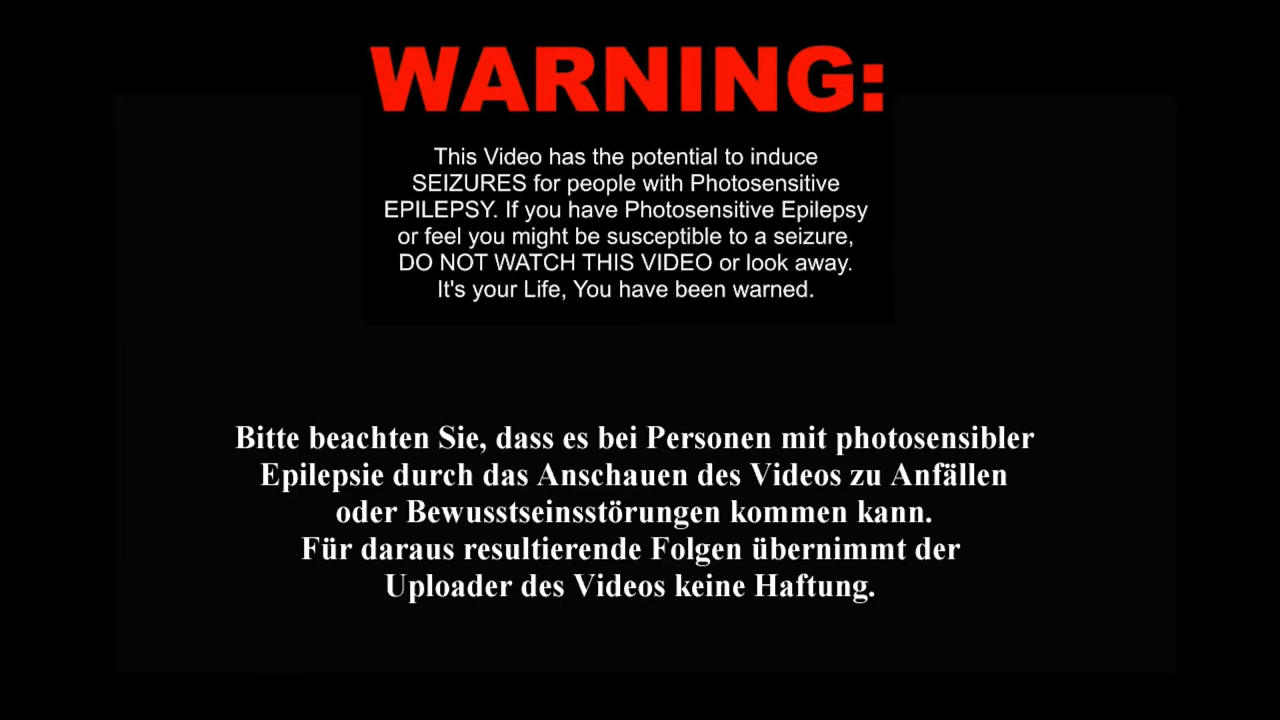 WARNING:
This Video has the potential to induce
SEIZURES for people with Photosensitive
EPILEPSY. If you have Photosensitive Epilepsy
or feel you might be susceptible to a seizure,
DO NOT WATCH THIS VIDEO or look away.
It's your Life, You have been warned.
Bitte beachten Sie, dass es bei Personen mit photosensibler
Epilepsie durch das Anschauen des Videos zu Anfällen
oder Bewusstseinsstörungen kommen kann.
Für daraus resultierende Folgen übernimmt der
Uploader des Videos keine Haftung.